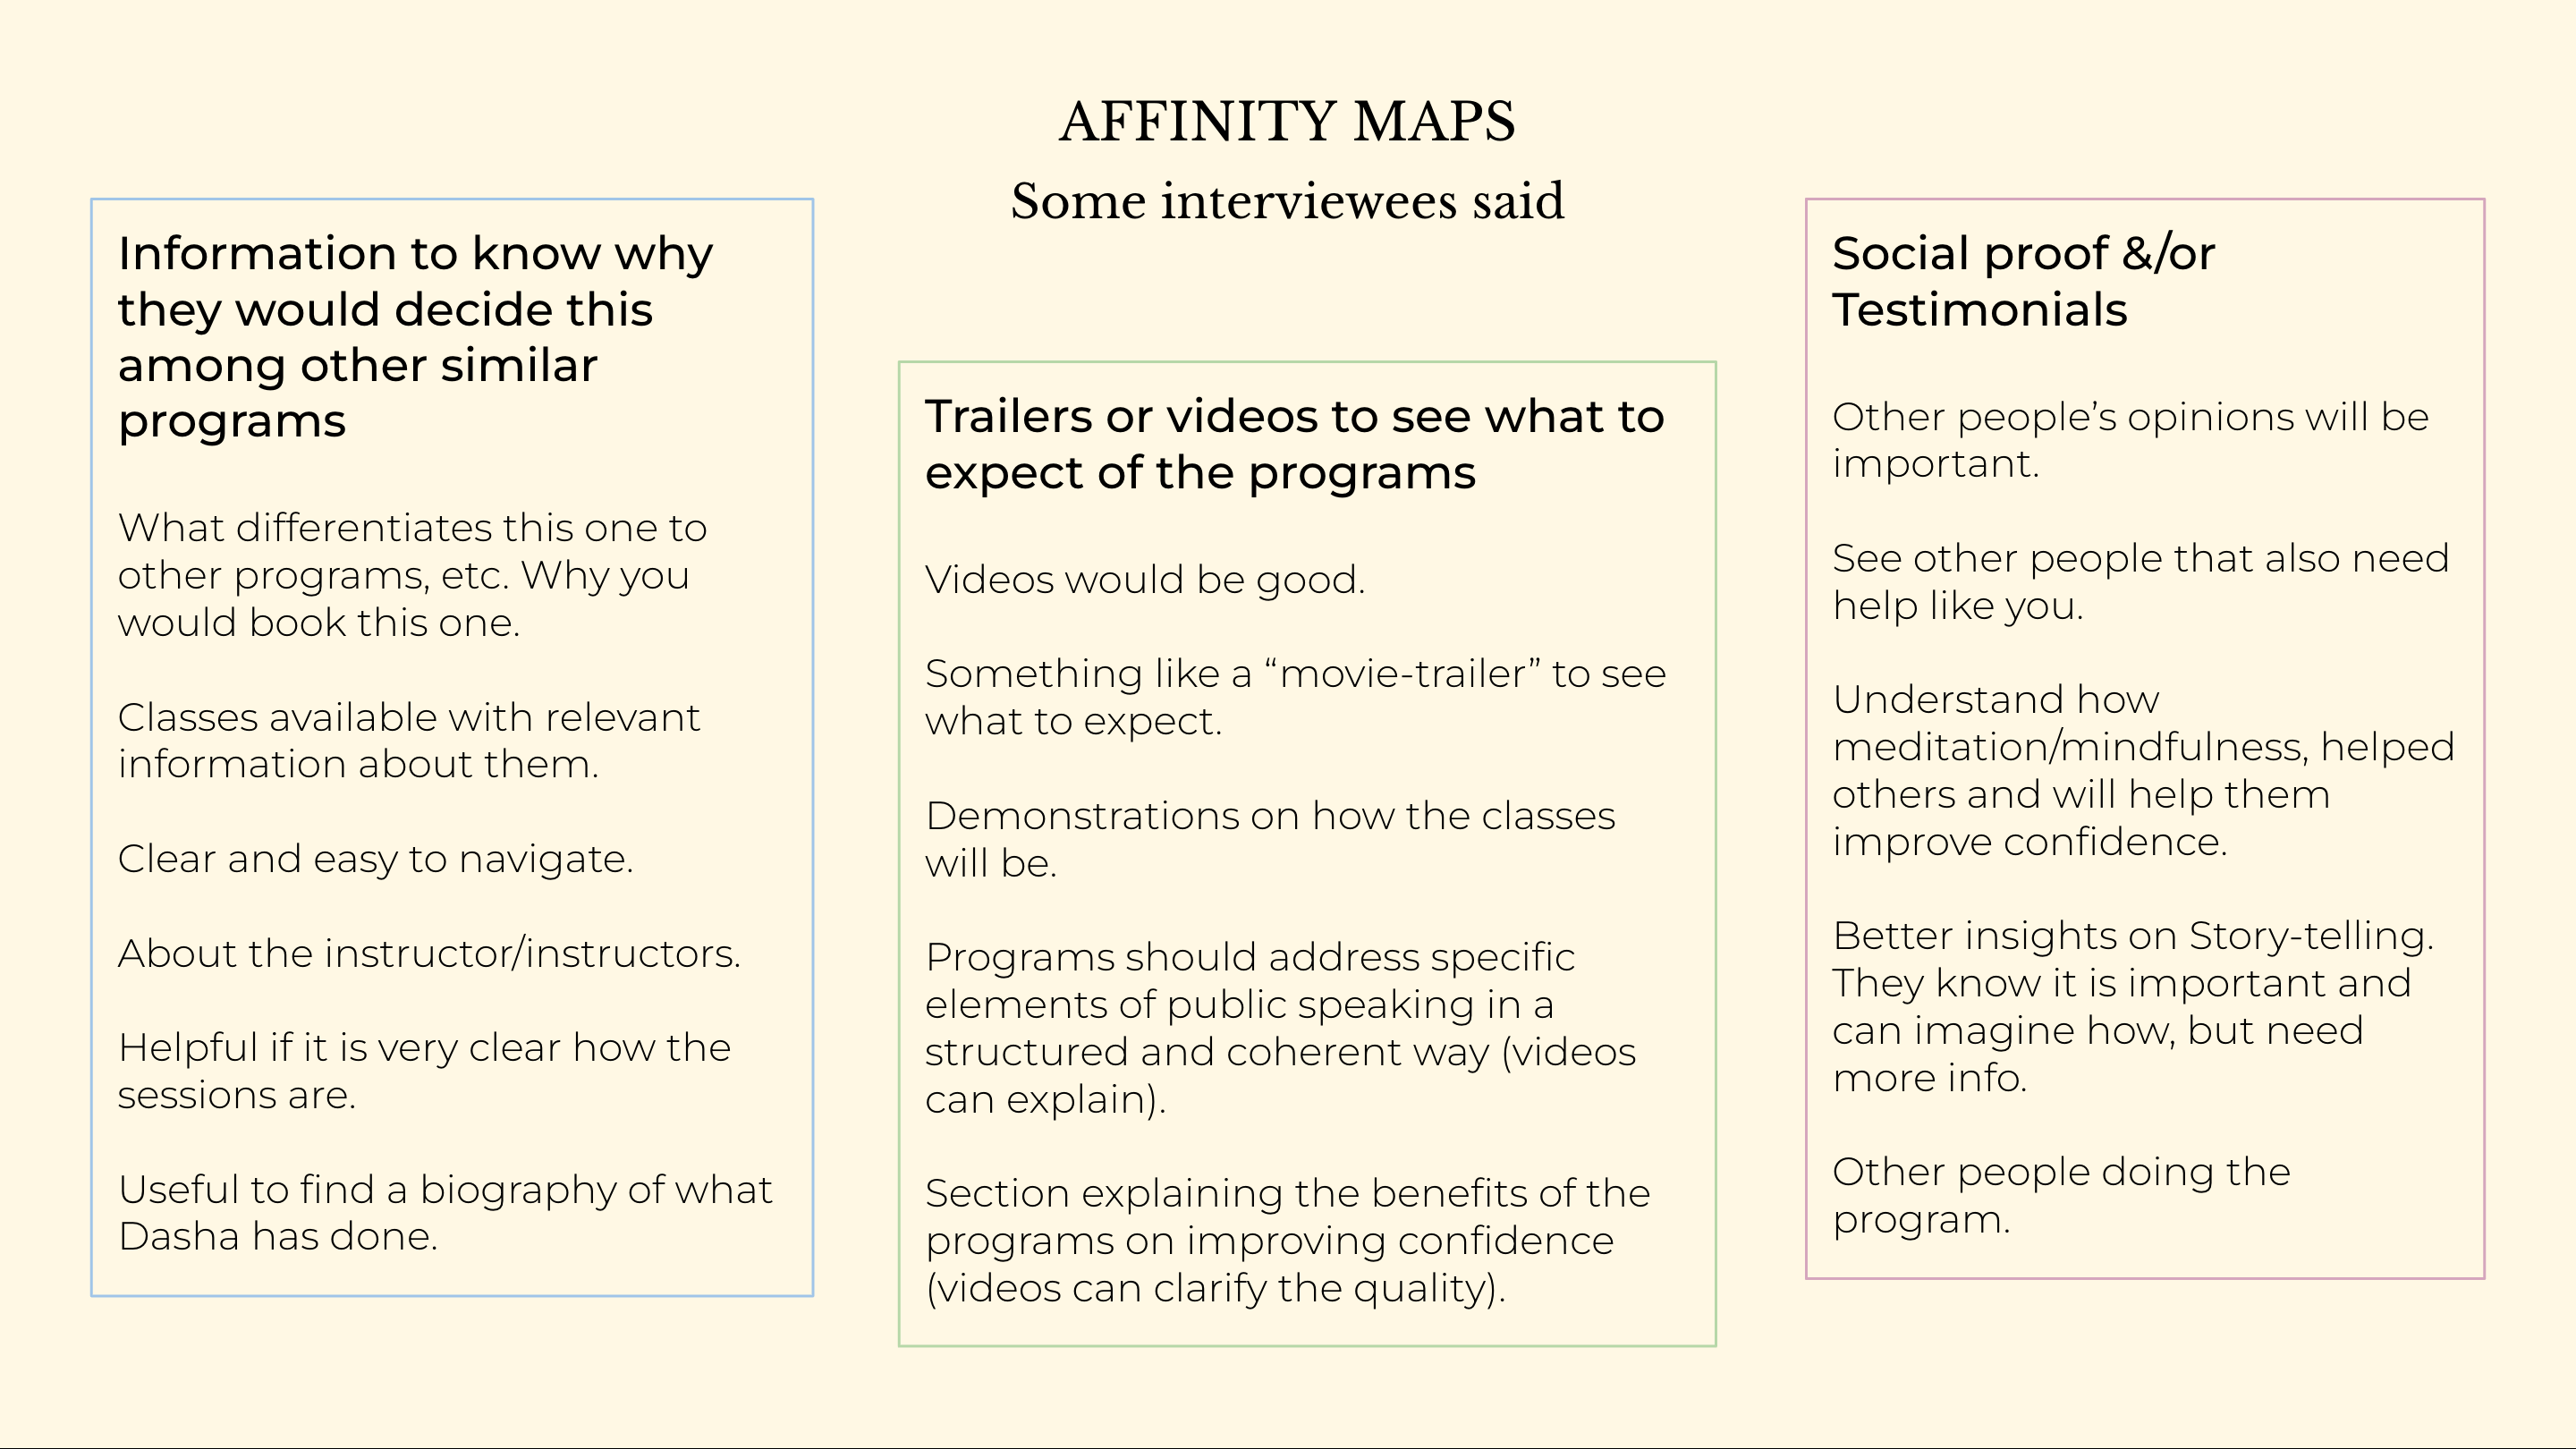 AFFINITY MAPS
Some interviewees said
Information to know why
they would decide this
among other similar
programs
What differentiates this one to
other programs, etc. Why you
would book this one.
Classes available with relevant
information about them.
Clear and easy to navigate.
About the instructor/instructors.
Helpful if it is very clear how the
sessions are.
Useful to find a biography of what
Dasha has done.
Trailers or videos to see what to
expect of the programs
Videos would be good.
Something like a “movie-trailer” to see
what to expect.
Demonstrations on how the classes
will be.
Programs should address specific
elements of public speaking in a
structured and coherent way (videos
can explain).
Section explaining the benefits of the
programs on improving confidence
(videos can clarify the quality).
Social proof &/or
Testimonials
Other people’s opinions will be
important.
See other people that also need
help like you.
Understand how
meditation/mindfulness, helped
others and will help them
improve confidence.
Better insights on Story-telling.
They know it is important and
can imagine how, but need
more info.
Other people doing the
program.